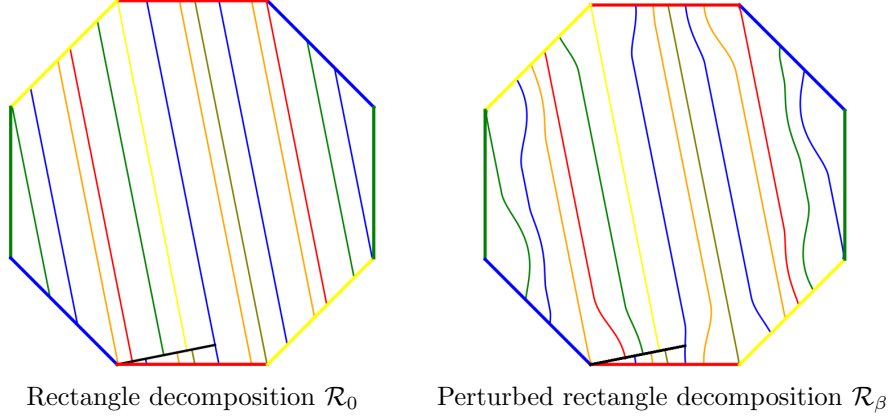 Rectangle decomposition $\mathcal{R}_0$
Perturbed rectangle decomposition $\mathcal{R}_\beta$